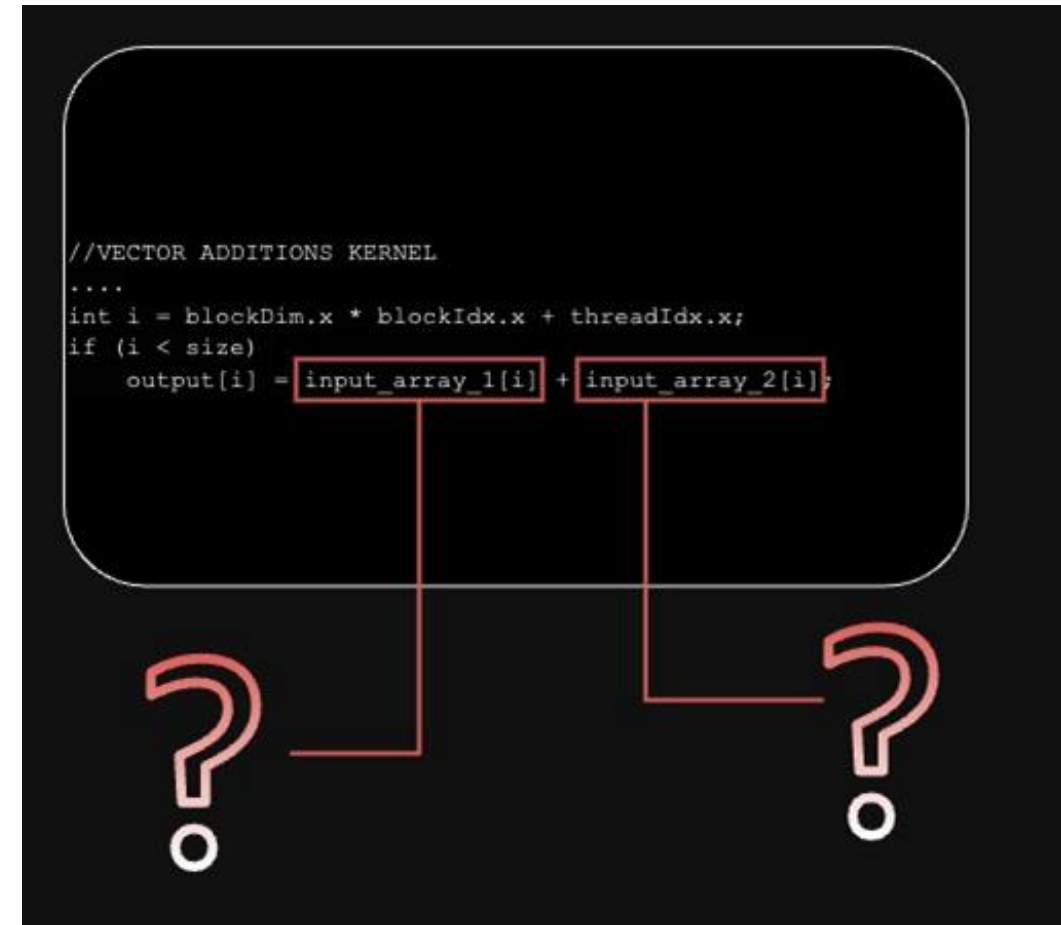 //VECTOR ADDITIONS KERNEL
....
int i = blockDim.x * blockIdx.x + threadIdx.x;
if (i < size)
    output[i] = input_array_1[i] + input_array_2[i];
?
?